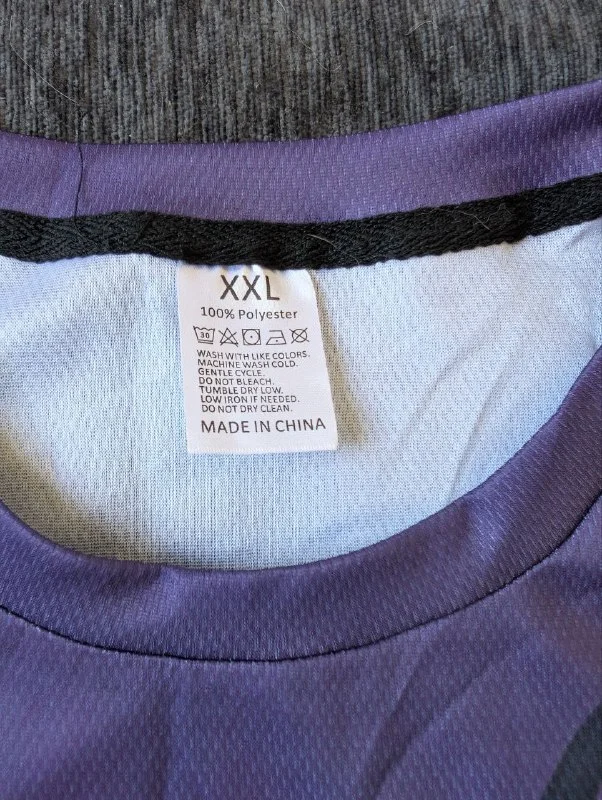 XXL
100% Polyester
30
WASH WITH LIKE COLORS.
MACHINE WASH COLD.
GENTLE CYCLE.
DO NOT BLEACH.
TUMBLE DRY LOW.
LOW IRON IF NEEDED.
DO NOT DRY CLEAN.
MADE IN CHINA